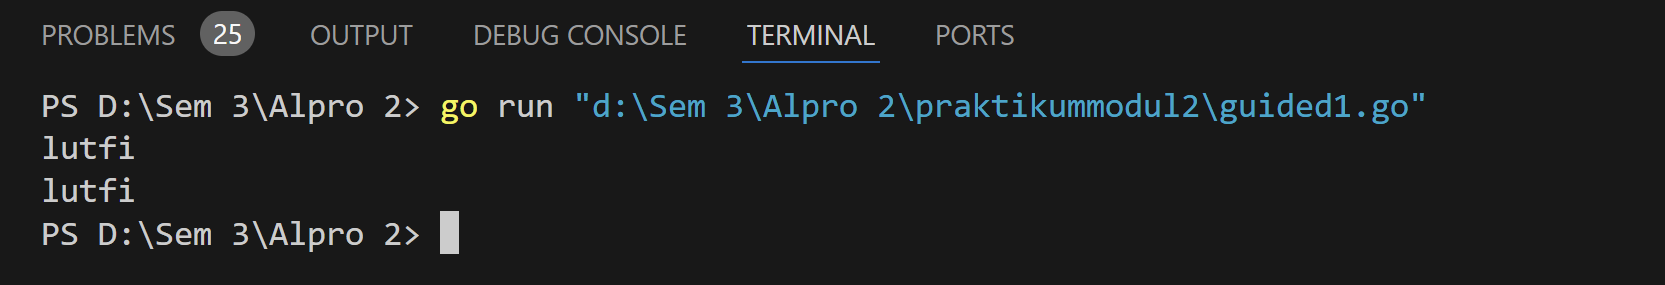 PROBLEMS 25 OUTPUT DEBUG CONSOLE TERMINAL PORTS
PS D:\Sem 3\Alpro 2> go run "d:\Sem 3\Alpro 2\praktikummodul2\guided1.go"
lutfi
lutfi
PS D:\Sem 3\Alpro 2>